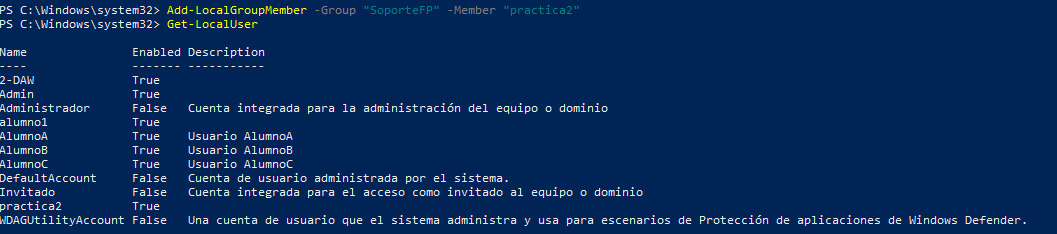 PS C:\Windows\system32> Add-LocalGroupMember -Group "SoporteFP" -Member "practica2"
PS C:\Windows\system32> Get-LocalUser
Name Enabled Description
---- ------- -----------
2-DAW True
Admin True
Administrador False Cuenta integrada para la administración del equipo o dominio
alumno1 True
AlumnoA True Usuario AlumnoA
AlumnoB True Usuario AlumnoB
AlumnoC True Usuario AlumnoC
DefaultAccount False Cuenta de usuario administrada por el sistema.
Invitado False Cuenta integrada para el acceso como invitado al equipo o dominio
practica2 True
WDAGUtilityAccount False Una cuenta de usuario que el sistema administra y usa para escenarios de Protección de aplicaciones de Windows Defender.